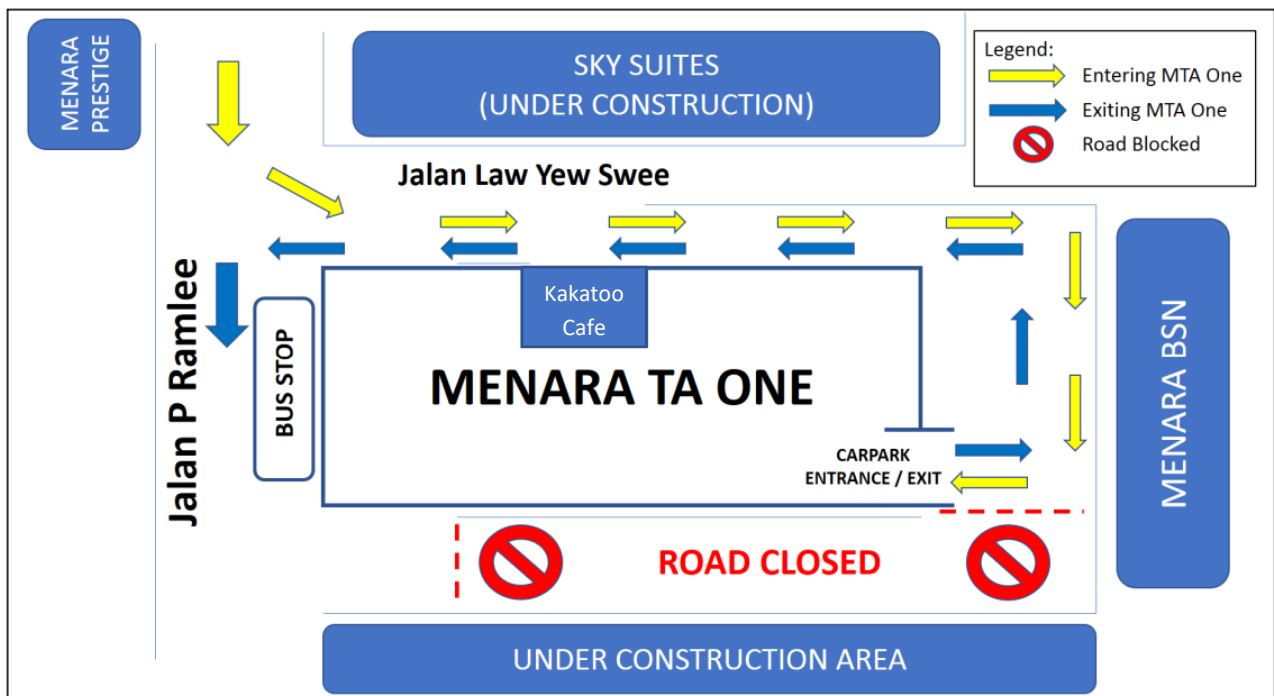 MENARA
PRESTIGE
SKY SUITES
(UNDER CONSTRUCTION)
Legend:
Entering MTA One
Exiting MTA One
Road Blocked
Jalan Law Yew Swee
Jalan P Ramlee
BUS STOP
Kakatoo
Cafe
MENARA TA ONE
CARPARK
ENTRANCE / EXIT
MENARA BSN
ROAD CLOSED
UNDER CONSTRUCTION AREA